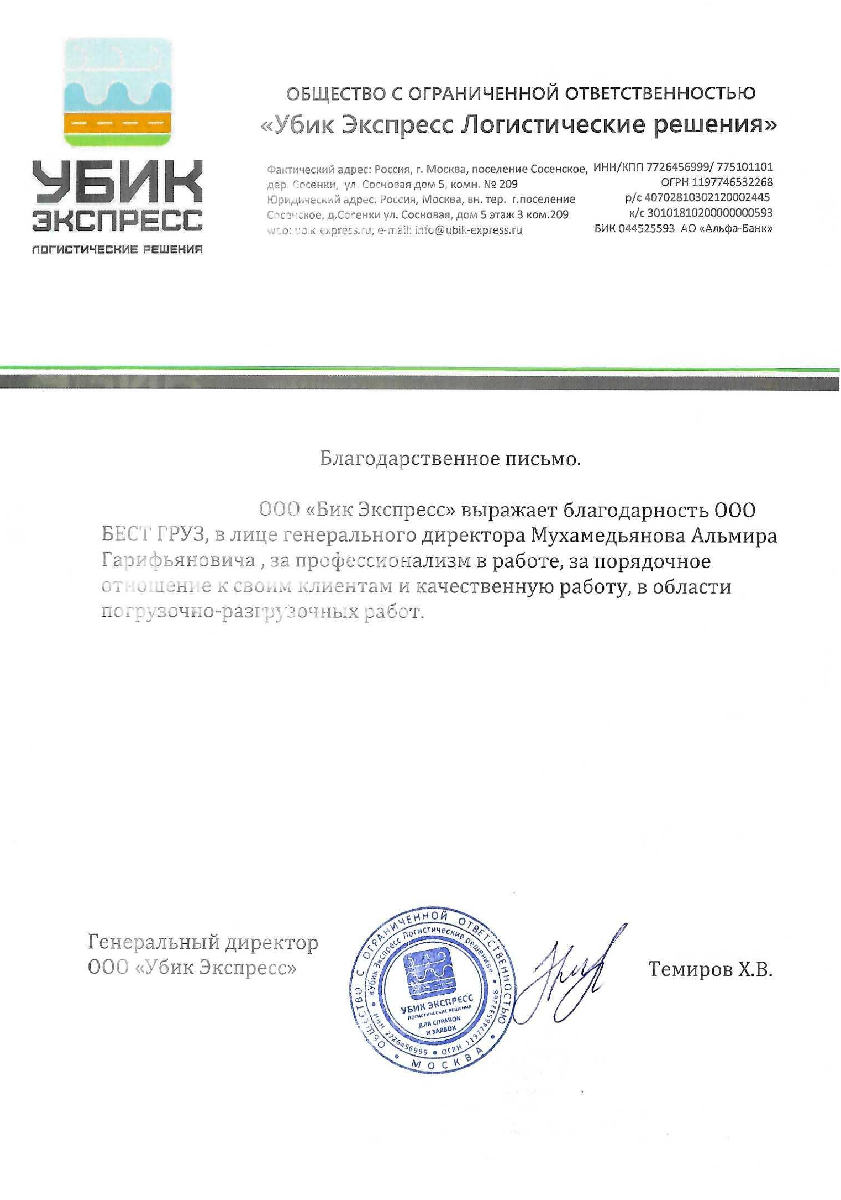 УБИК
ЭКСПРЕСС
ЛОГИСТИЧЕСКИЕ РЕШЕНИЯ
ОБЩЕСТВО С ОГРАНИЧЕННОЙ ОТВЕТСТВЕННОСТЬЮ
«Убик Экспресс Логистические решения»
Фактический адрес: Россия, г. Москва, поселение Сосенское,
дер. Сосенки, ул. Сосновая дом 5, комн. № 209
Юридический адрес: Россия, Москва, вн. тер. г.поселение
Сосенское, д.Сосенки ул. Сосновая, дом 5 этаж 3 ком.209
e-mail: info@ubik-express.ru
ИНН/КПП 7726456999/ 775101101
ОГРН 1197746532268
р/с 40702810302120002445
к/с 30101810200000000593
БИК 044525593 АО «Альфа-Банк»
Благодарственное письмо.
ООО «Бик Экспресс» выражает благодарность ООО
БЕСТ ГРУЗ, в лице генерального директора Мухамедьянова Альмира
Гарифьяновича , за профессионализм в работе, за порядочное
отношение к своим клиентам и качественную работу, в области
погрузочно-разгрузочных работ.
Генеральный директор
ООО «Убик Экспресс»
ОБЩЕСТВО С ОГРАНИЧЕННОЙ ОТВЕТСТВЕННОСТЬЮ
«Убик Экспресс Логистические решения»
УБИК ЭКСПРЕСС
ЛОГИСТИЧЕСКИЕ РЕШЕНИЯ
ДЛЯ СПРАВОК
И ЗАЯВОК
ИНН 7726456999 • ОГРН 1197746532268
• МОСКВА •
Темиров Х.В.